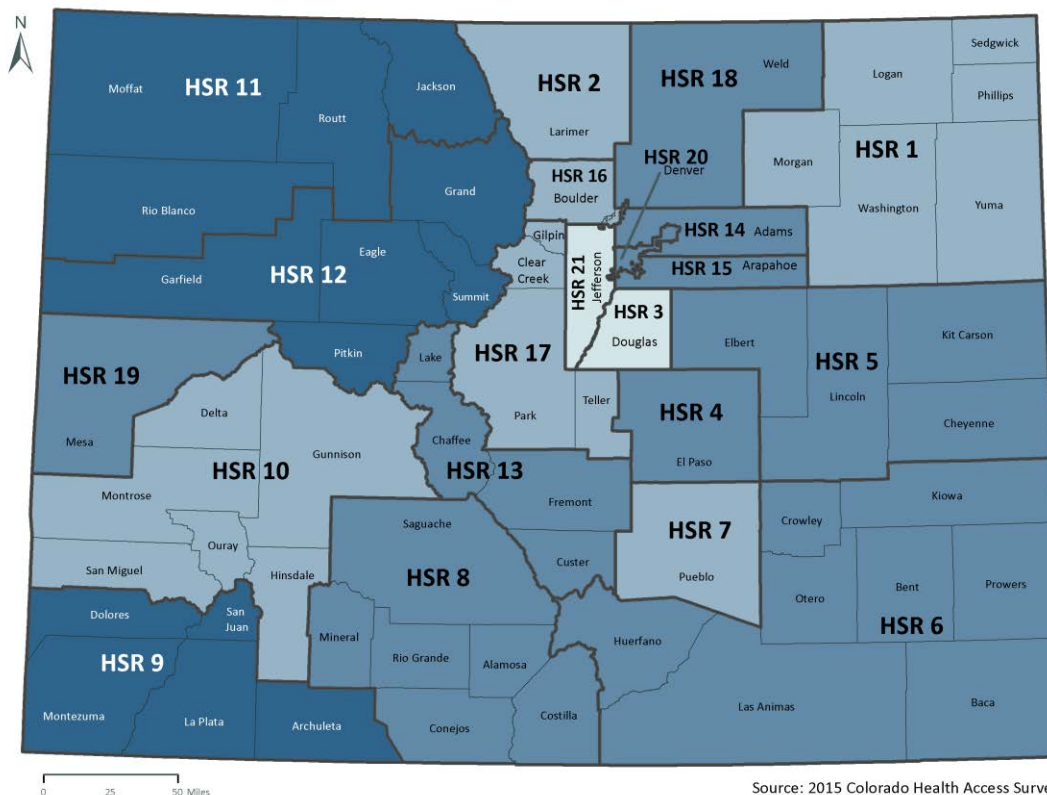 N
HSR 11
Moffat
Routt
Jackson
HSR 2
Larimer
HSR 18
Weld
Logan
Sedgwick
Phillips
HSR 1
Morgan
Washington
Yuma
HSR 20
Denver
HSR 16
Boulder
Grand
Rio Blanco
Gilpin
Clear
Creek
HSR 21
Jefferson
HSR 14
Adams
HSR 15
Arapahoe
HSR 12
Eagle
Garfield
Summit
HSR 3
Douglas
Elbert
HSR 5
Lincoln
Kit Carson
Cheyenne
Pitkin
Lake
HSR 17
Park
Teller
HSR 19
Mesa
Delta
HSR 4
El Paso
Gunnison
Chaffee
HSR 13
HSR 10
Montrose
Fremont
Ouray
San Miguel
Hinsdale
Saguache
HSR 8
Custer
HSR 7
Pueblo
Crowley
Kiowa
Otero
Bent
Prowers
HSR 6
Dolores
San
Juan
HSR 9
Montezuma
La Plata
Archuleta
Mineral
Rio Grande
Alamosa
Conejos
Costilla
Huerfano
Las Animas
Baca
0 25 50 Miles
Source: 2015 Colorado Health Access Surve